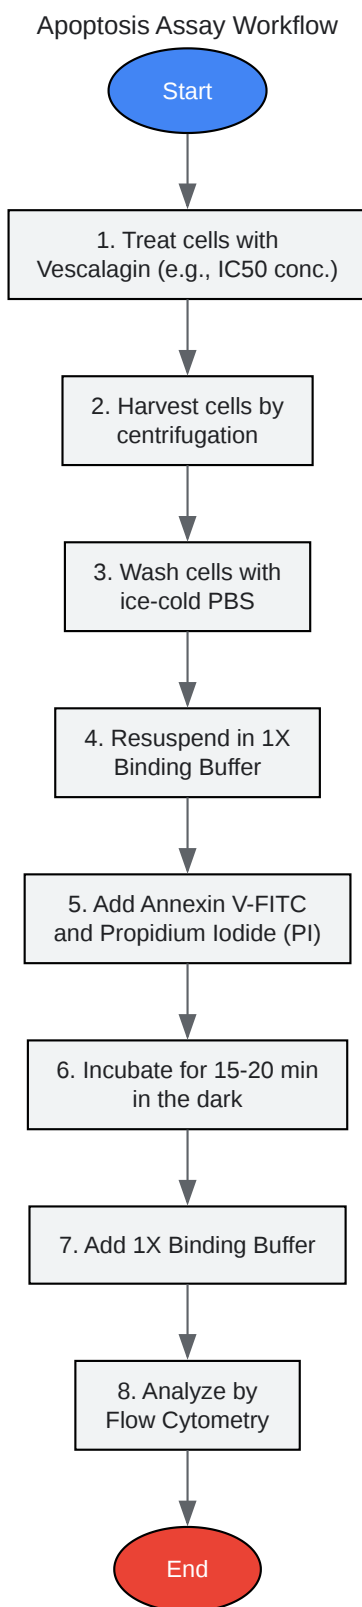 Apoptosis Assay Workflow
Start
1. Treat cells with
Vescalagin (e.g., IC50 conc.)
2. Harvest cells by
centrifugation
3. Wash cells with
ice-cold PBS
4. Resuspend in 1X
Binding Buffer
5. Add Annexin V-FITC
and Propidium Iodide (PI)
6. Incubate for 15-20 min
in the dark
7. Add 1X Binding Buffer
8. Analyze by
Flow Cytometry
End